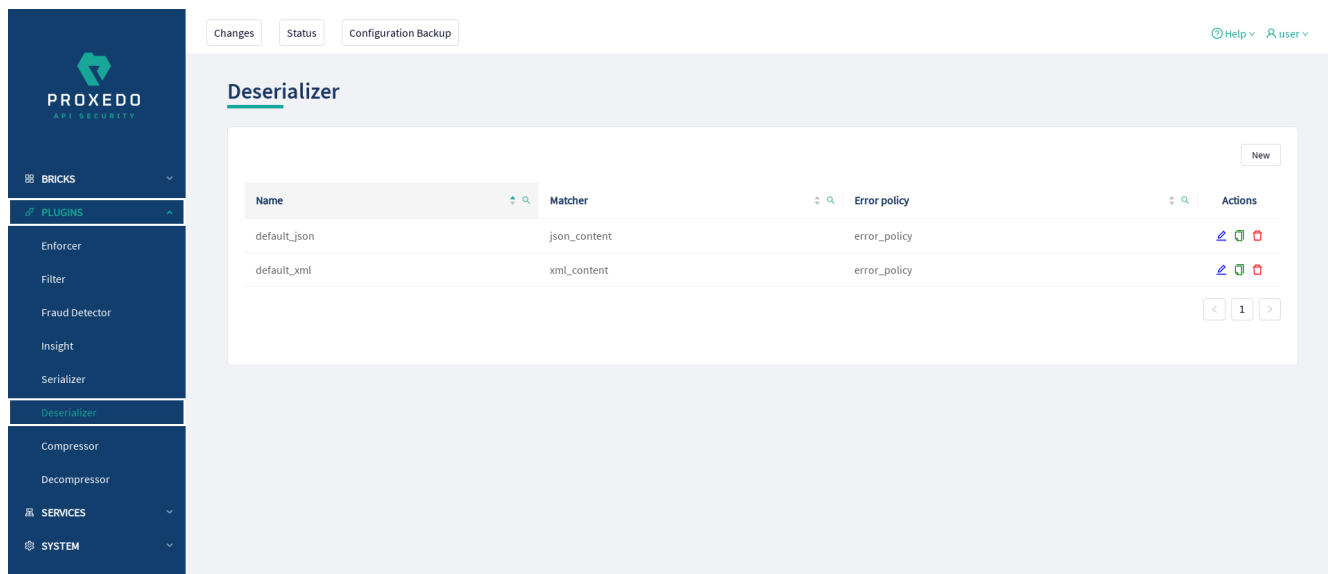 Changes Status Configuration Backup Help user
PROXEDO
API SECURITY
Deserializer
New
BRICKS
PLUGINS
Enforcer
Filter
Fraud Detector
Insight
Serializer
Deserializer
Compressor
Decompressor
SERVICES
SYSTEM
Name Matcher Error policy Actions
default_json json_content error_policy
default_xml xml_content error_policy
< 1 >